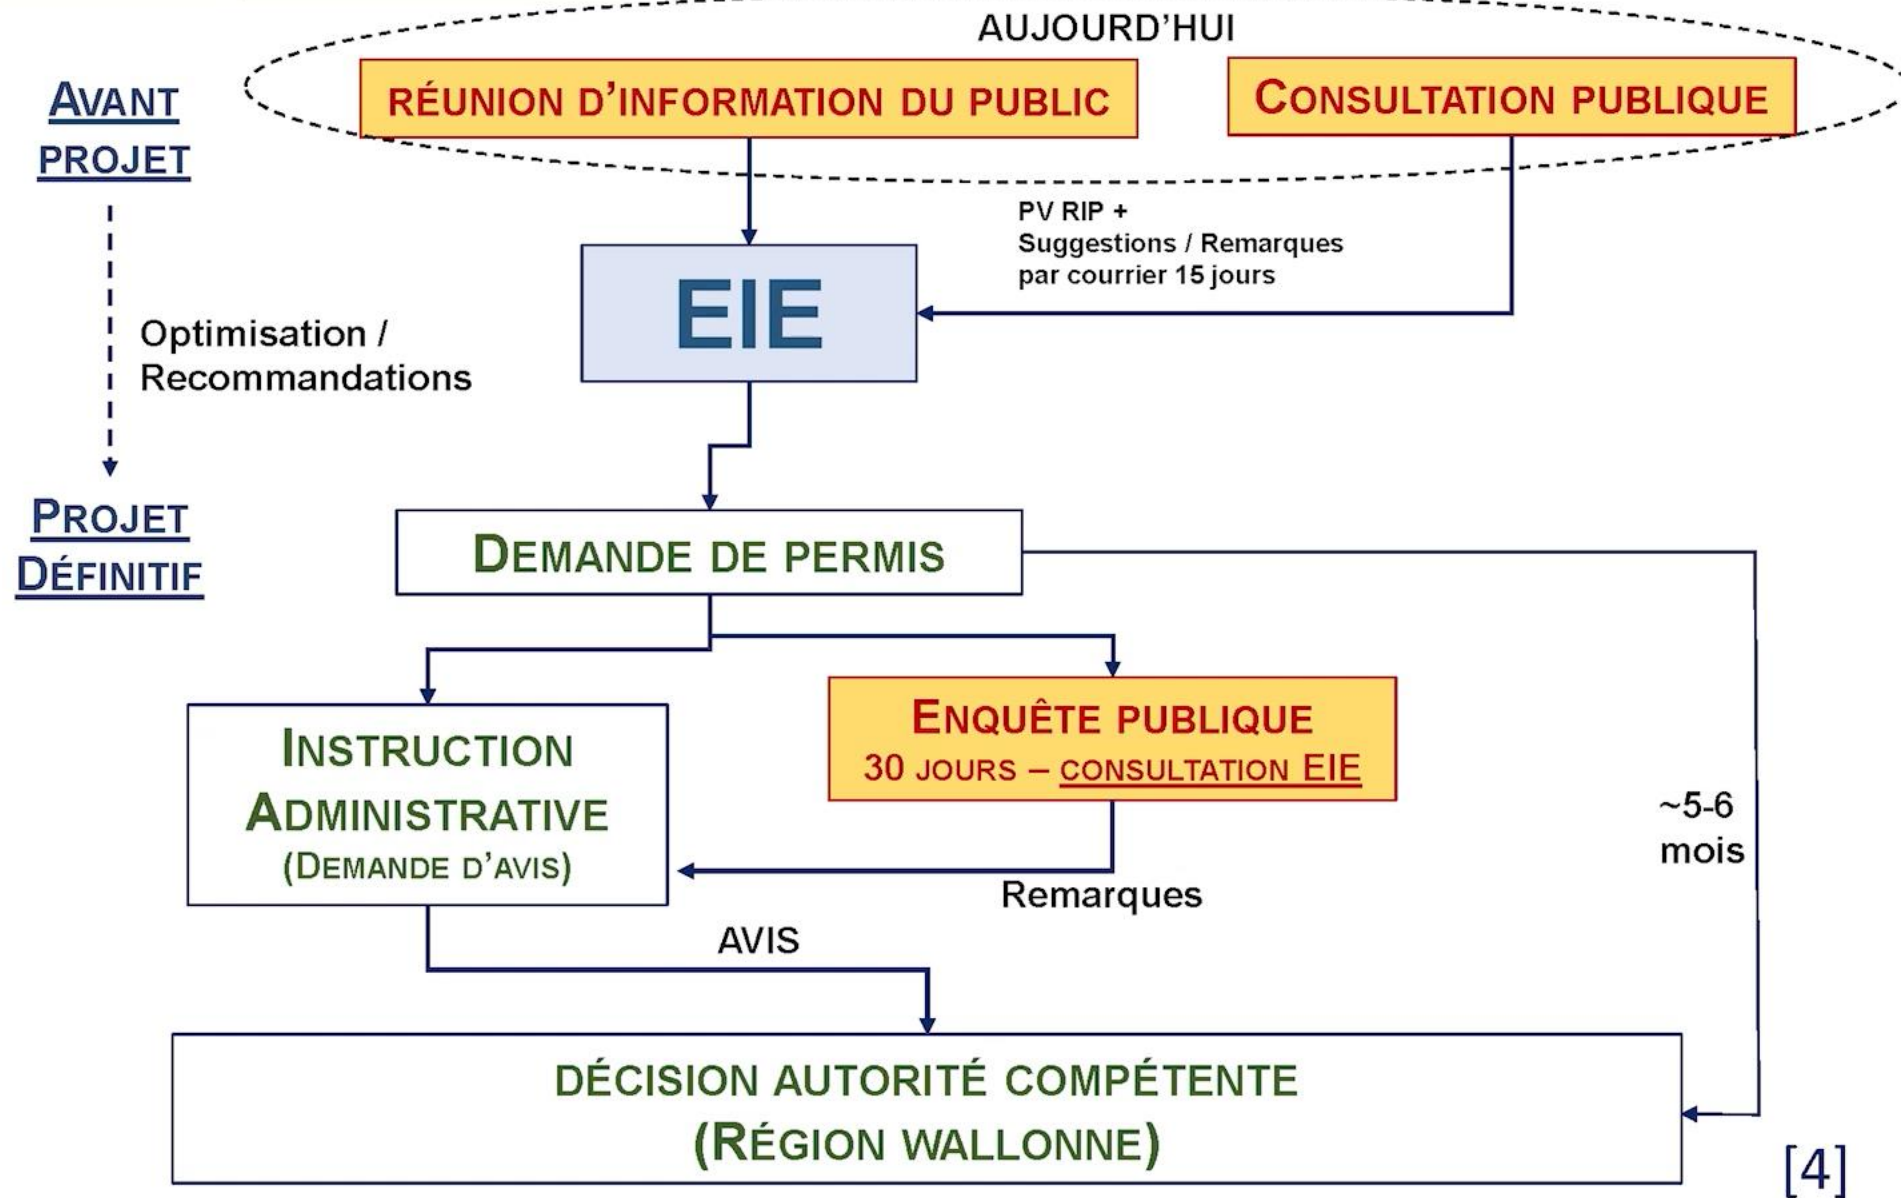 AUJOURD’HUI
AVANT
PROJET
RÉUNION D’INFORMATION DU PUBLIC
CONSULTATION PUBLIQUE
PV RIP +
Suggestions / Remarques
par courrier 15 jours
EIE
Optimisation /
Recommandations
PROJET
DÉFINITIF
DEMANDE DE PERMIS
INSTRUCTION
ADMINISTRATIVE
(DEMANDE D’AVIS)
ENQUÊTE PUBLIQUE
30 JOURS – CONSULTATION EIE
~5-6
mois
Remarques
AVIS
DÉCISION AUTORITÉ COMPÉTENTE
(RÉGION WALLONNE)
[4]